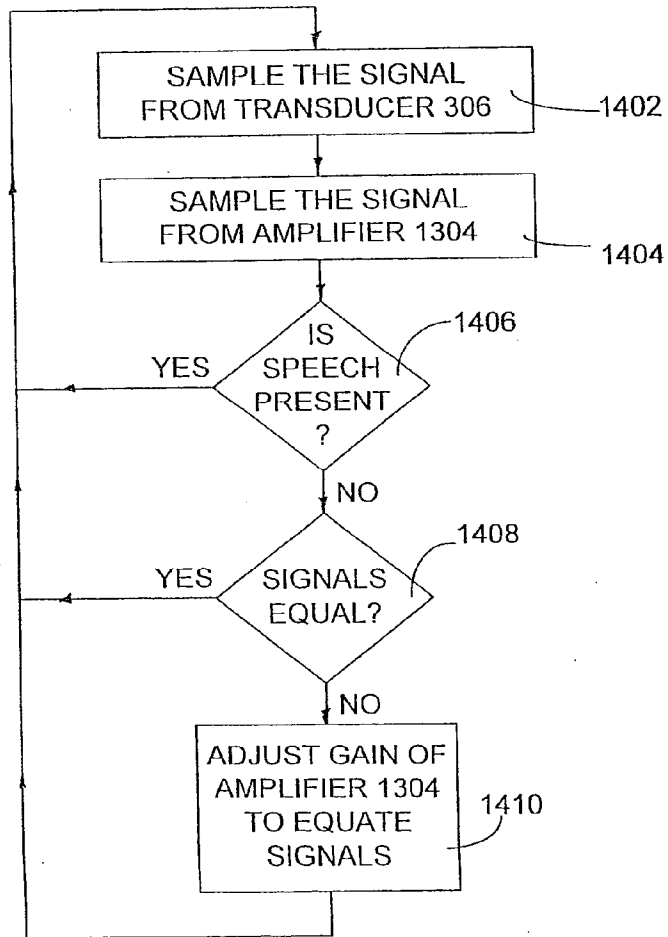 SAMPLE THE SIGNAL
FROM TRANSDUCER 306
1402
SAMPLE THE SIGNAL
FROM AMPLIFIER 1304
1404
IS
SPEECH
PRESENT
?
1406
YES
NO
SIGNALS
EQUAL?
1408
YES
NO
ADJUST GAIN OF
AMPLIFIER 1304
TO EQUATE
SIGNALS
1410